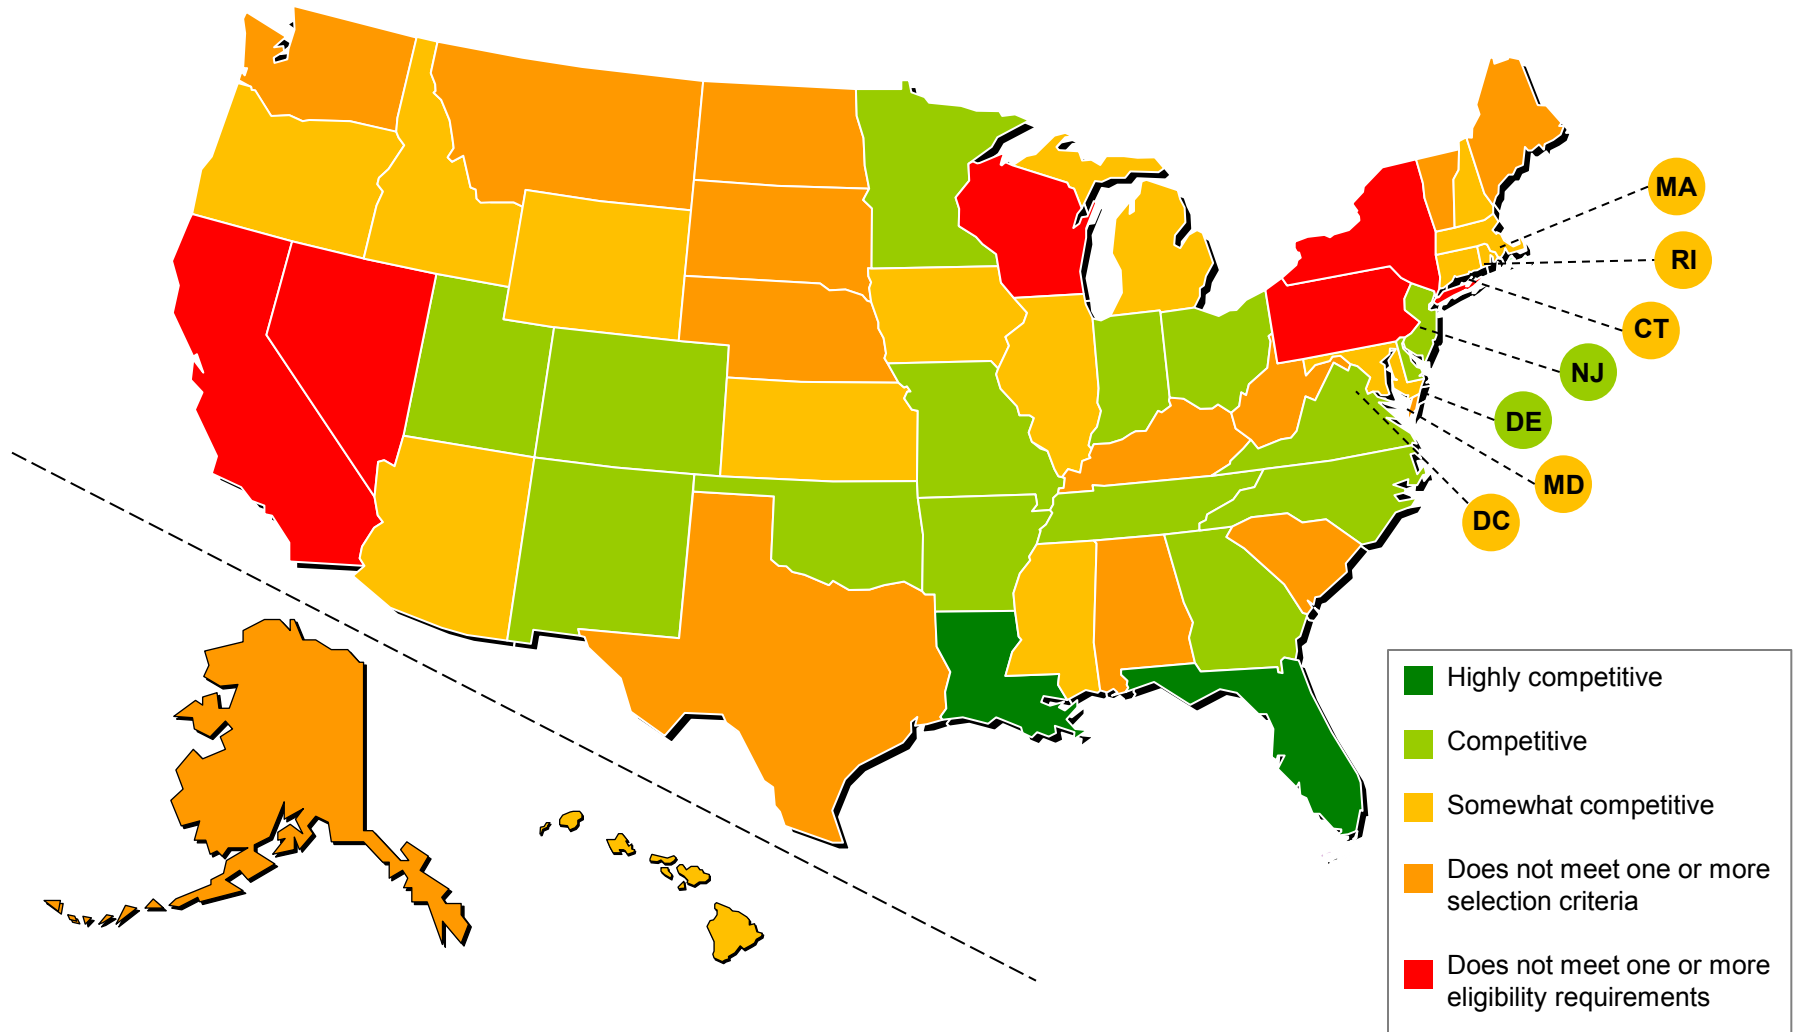 MA
RI
CT
NJ
DE
MD
DC
Highly competitive
Competitive
Somewhat competitive
Does not meet one or more
selection criteria
Does not meet one or more
eligibility requirements